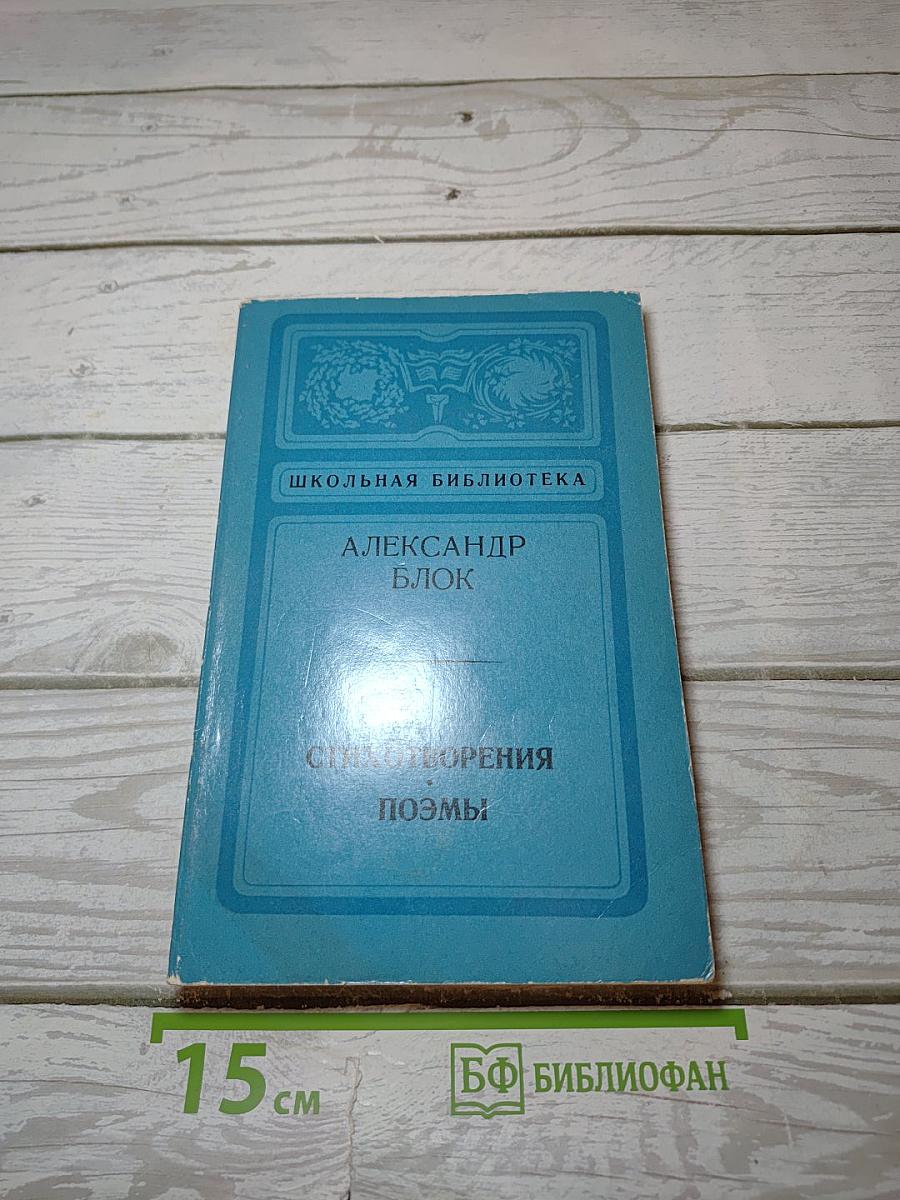 ШКОЛЬНАЯ БИБЛИОТЕКА
АЛЕКСАНДР
БЛОК
СТИХОТВОРЕНИЯ
ПОЭМЫ
15 см
БФ БИБЛИОФАН